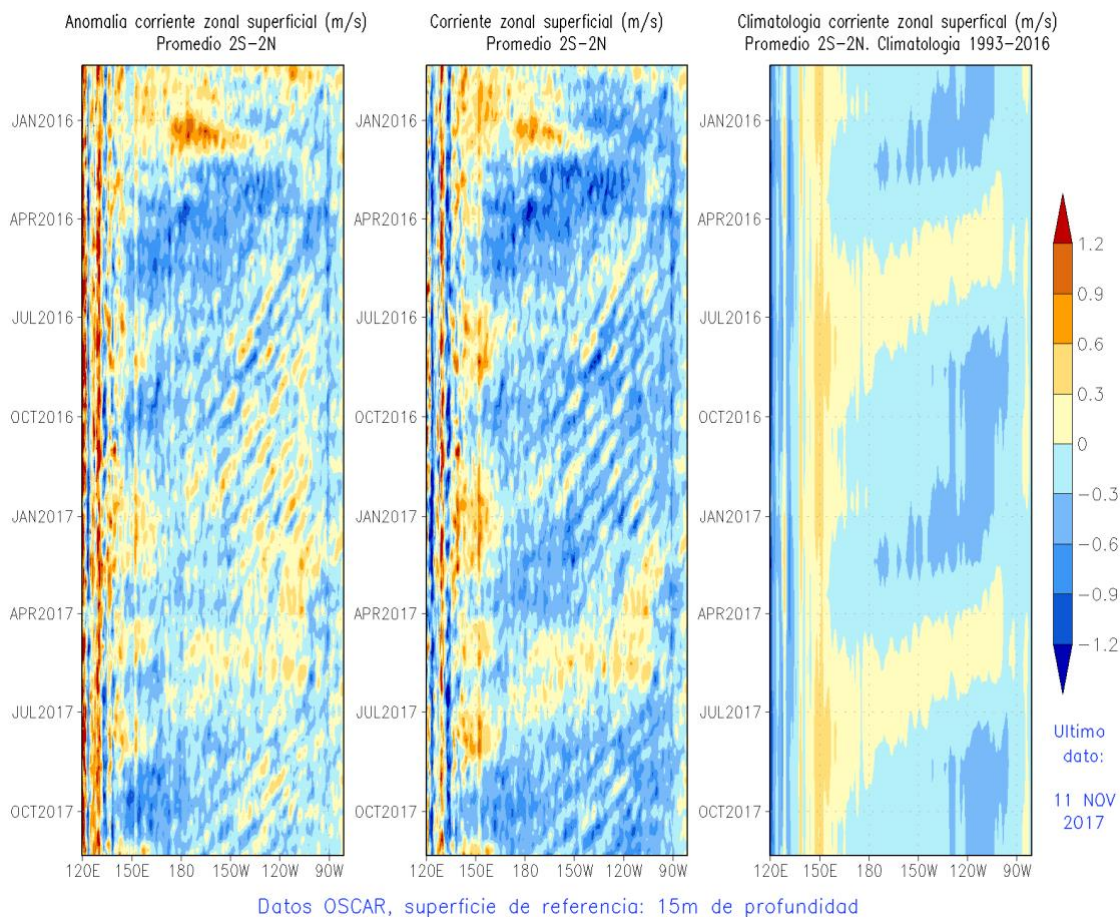 Anomalia corriente zonal superficial (m/s)
Promedio 2S-2N
Corriente zonal superficial (m/s)
Promedio 2S-2N
Climatologia corriente zonal superfical (m/s)
Promedio 2S-2N. Climatologia 1993-2016
JAN2016
APR2016
JUL2016
OCT2016
JAN2017
APR2017
JUL2017
OCT2017
120E 150E 180 150W 120W 90W
JAN2016
APR2016
JUL2016
OCT2016
JAN2017
APR2017
JUL2017
OCT2017
120E 150E 180 150W 120W 90W
JAN2016
APR2016
JUL2016
OCT2016
JAN2017
APR2017
JUL2017
OCT2017
120E 150E 180 150W 120W 90W
1.2
0.9
0.6
0.3
0
-0.3
-0.6
-0.9
-1.2
Ultimo
dato:
11 NOV
2017
Datos OSCAR, superficie de referencia: 15m de profundidad